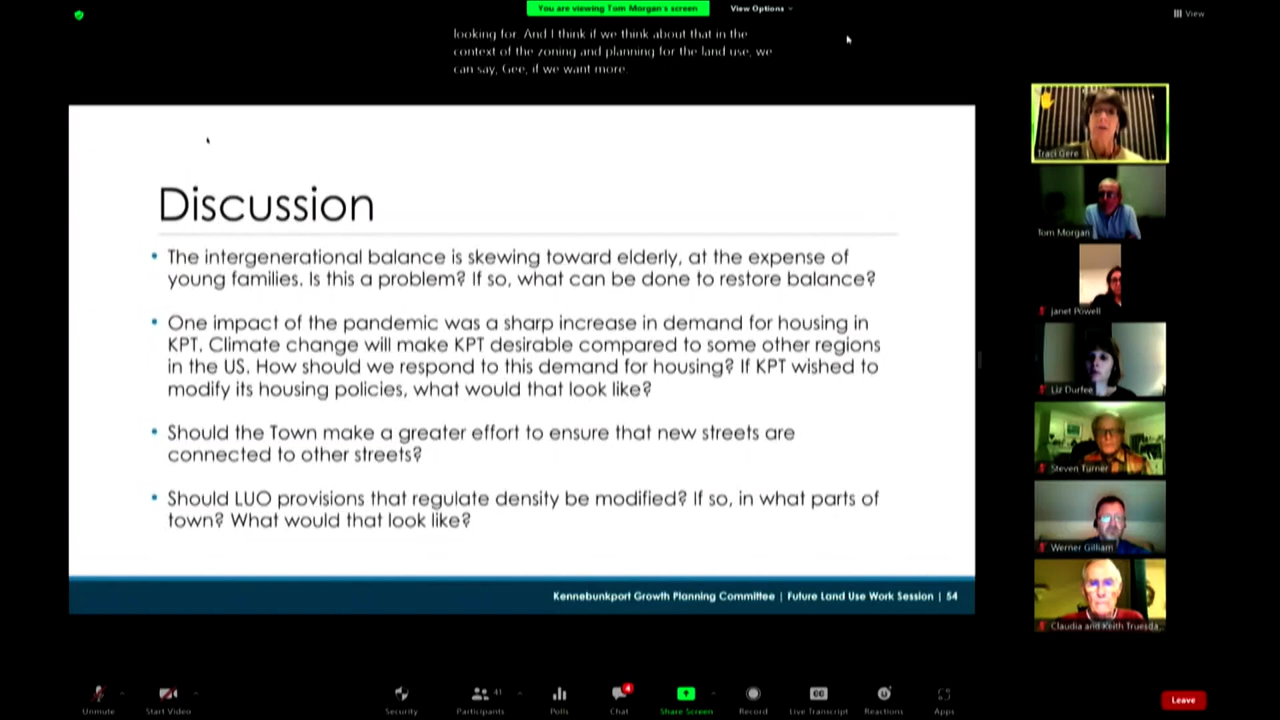 You are viewing Tom Morgan's screen
View Options
View
looking for. And I think if we think about that in the
context of the zoning and planning for the land use, we
can say, Gee, if we want more.
Discussion
• The intergenerational balance is skewing toward elderly, at the expense of
young families. Is this a problem? If so, what can be done to restore balance?
• One impact of the pandemic was a sharp increase in demand for housing in
KPT. Climate change will make KPT desirable compared to some other regions
in the US. How should we respond to this demand for housing? If KPT wished to
modify its housing policies, what would that look like?
• Should the Town make a greater effort to ensure that new streets are
connected to other streets?
• Should LUO provisions that regulate density be modified? If so, in what parts of
town? What would that look like?
Kennebunkport Growth Planning Committee | Future Land Use Work Session | 54
Traci Gere
Tom Morgan
Janet Powell
Liz Durfee
Steven Turner
Werner Gilliam
Claudia and Keith Truesda...
Unmute
Start Video
Security
41
Participants
Polls
4
Chat
Share Screen
Record
CC
Live Transcript
Reactions
Apps
Leave